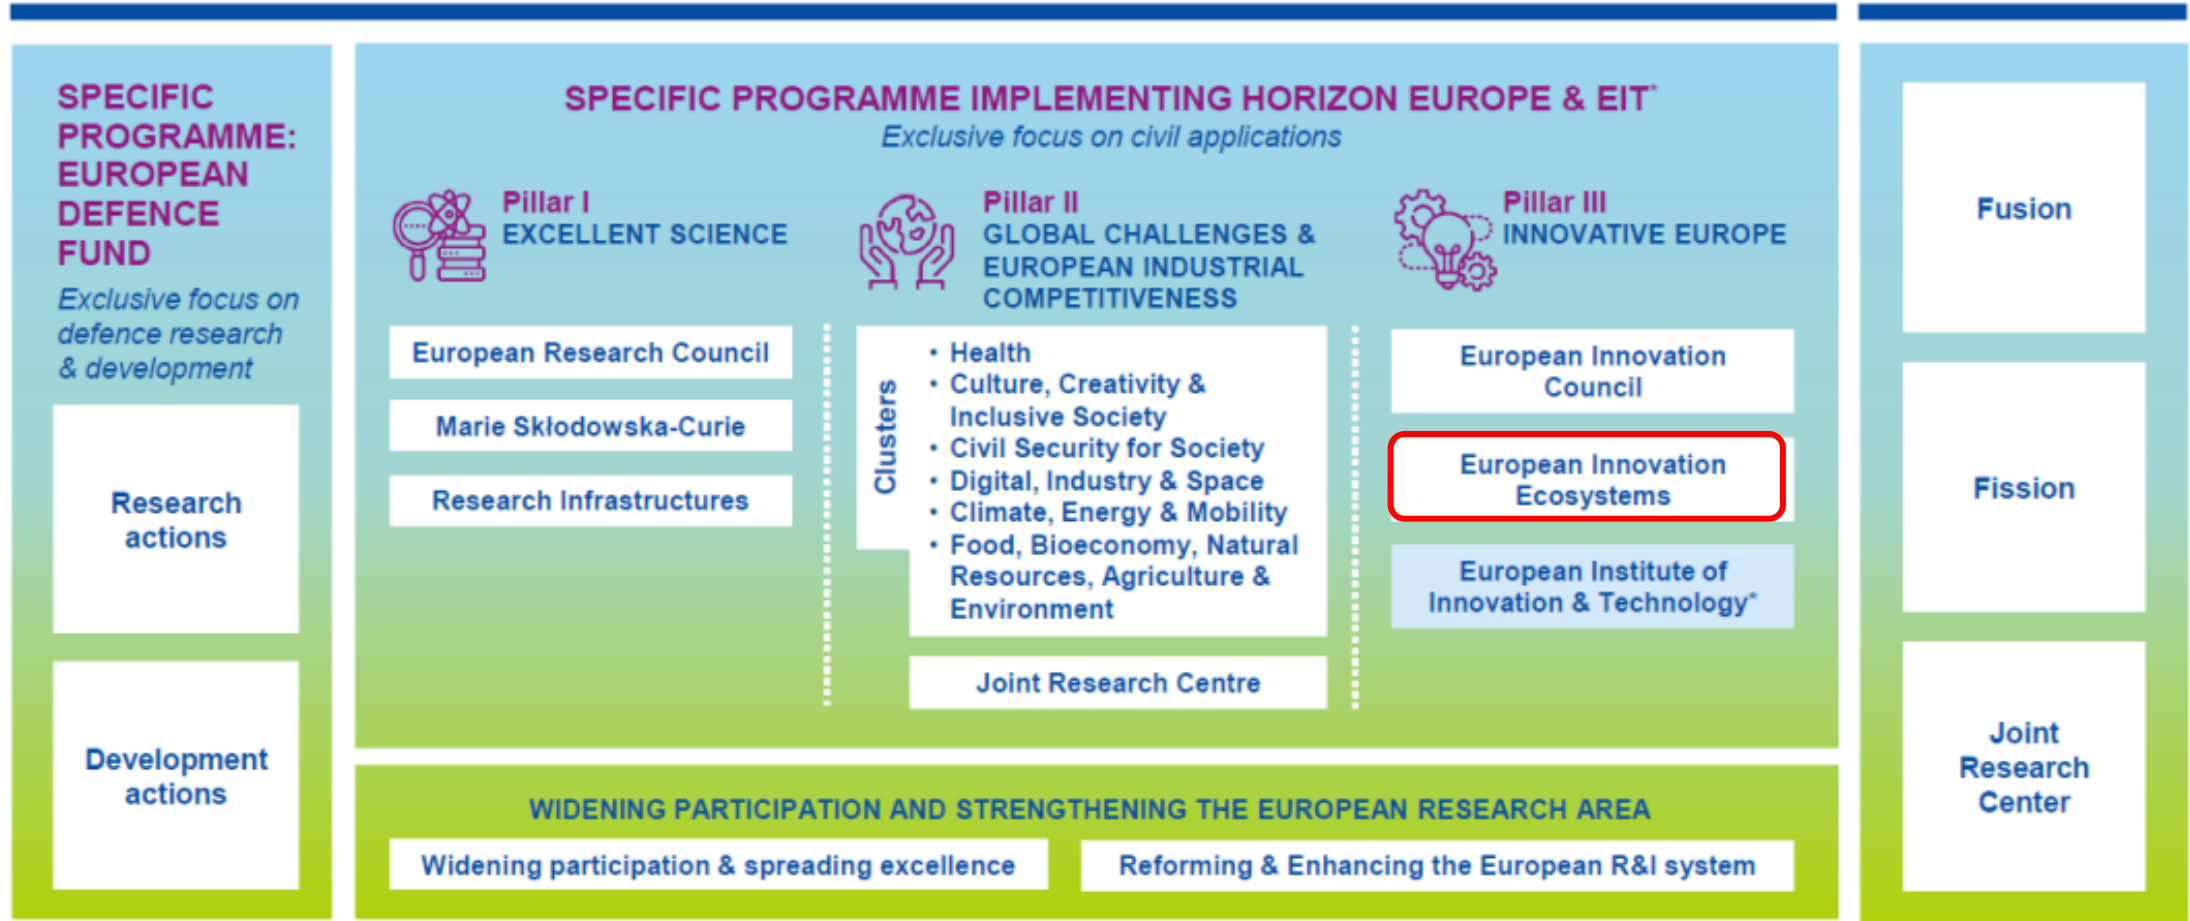 SPECIFIC
PROGRAMME:
EUROPEAN
DEFENCE
FUND
Exclusive focus on
defence research
& development
Research
actions
Development
actions
SPECIFIC PROGRAMME IMPLEMENTING HORIZON EUROPE & EIT*
Exclusive focus on civil applications
Pillar I
EXCELLENT SCIENCE
European Research Council
Marie Skłodowska-Curie
Research Infrastructures
Pillar II
GLOBAL CHALLENGES &
EUROPEAN INDUSTRIAL
COMPETITIVENESS
Clusters
• Health
• Culture, Creativity &
Inclusive Society
• Civil Security for Society
• Digital, Industry & Space
• Climate, Energy & Mobility
• Food, Bioeconomy, Natural
Resources, Agriculture &
Environment
Joint Research Centre
Pillar III
INNOVATIVE EUROPE
European Innovation
Council
European Innovation
Ecosystems
European Institute of
Innovation & Technology*
WIDENING PARTICIPATION AND STRENGTHENING THE EUROPEAN RESEARCH AREA
Widening participation & spreading excellence
Reforming & Enhancing the European R&I system
Fusion
Fission
Joint
Research
Center